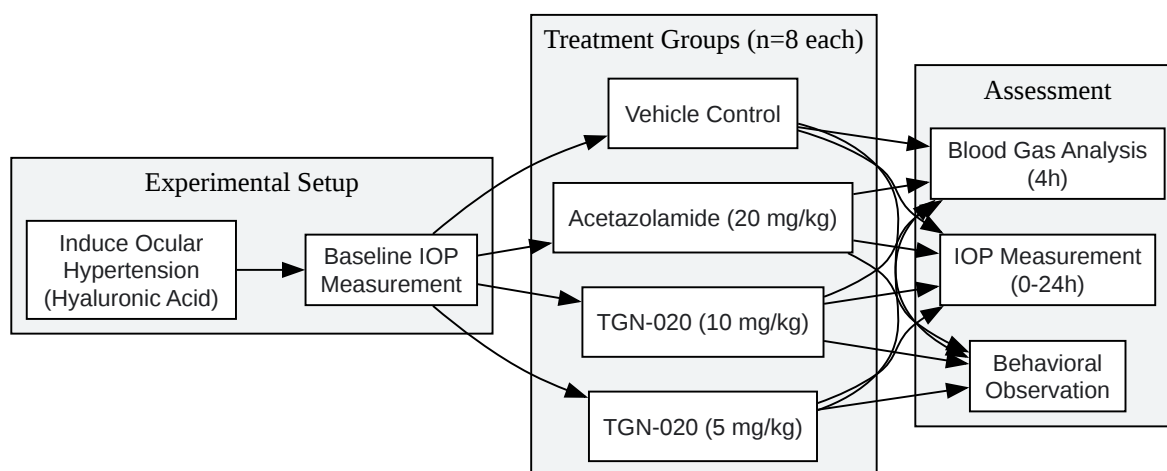 Experimental Setup
Induce Ocular
Hypertension
(Hyaluronic Acid)
Baseline IOP
Measurement
Treatment Groups (n=8 each)
Vehicle Control
Acetazolamide (20 mg/kg)
TGN-020 (10 mg/kg)
TGN-020 (5 mg/kg)
Assessment
Blood Gas Analysis
(4h)
IOP Measurement
(0-24h)
Behavioral
Observation